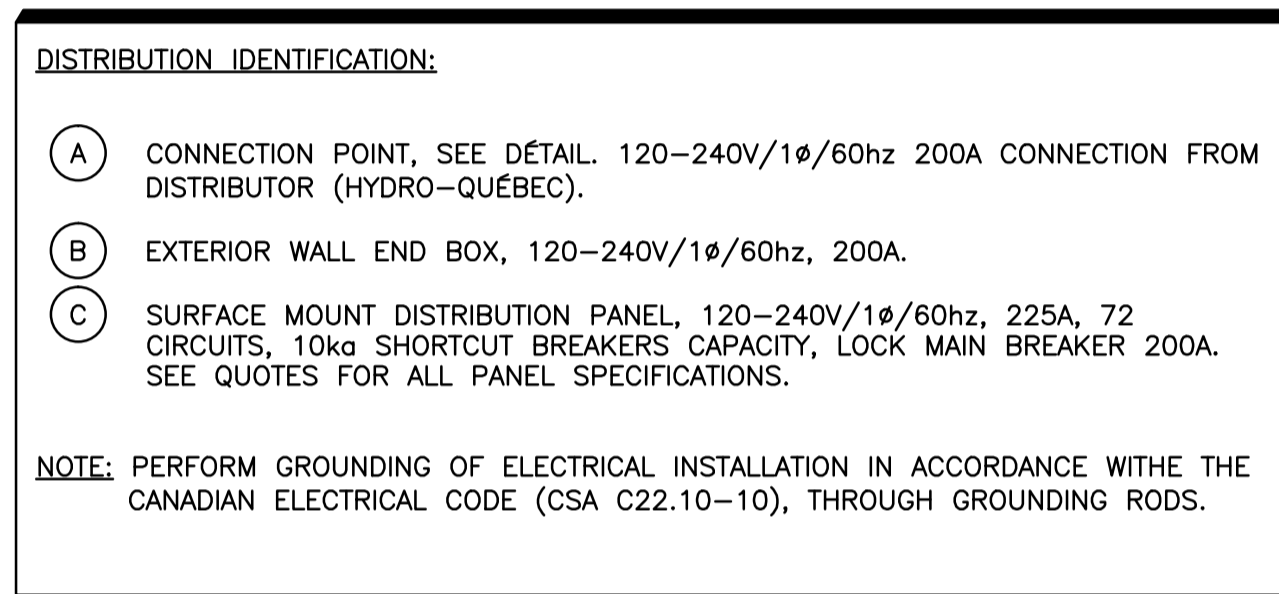 DISTRIBUTION IDENTIFICATION:
A CONNECTION POINT, SEE DÉTAIL. 120-240V/1ø/60hz 200A CONNECTION FROM
DISTRIBUTOR (HYDRO-QUÉBEC).
B EXTERIOR WALL END BOX, 120-240V/1ø/60hz, 200A.
C SURFACE MOUNT DISTRIBUTION PANEL, 120-240V/1ø/60hz, 225A, 72
CIRCUITS, 10ka SHORTCUT BREAKERS CAPACITY, LOCK MAIN BREAKER 200A.
SEE QUOTES FOR ALL PANEL SPECIFICATIONS.
NOTE: PERFORM GROUNDING OF ELECTRICAL INSTALLATION IN ACCORDANCE WITHE THE
CANADIAN ELECTRICAL CODE (CSA C22.10-10), THROUGH GROUNDING RODS.